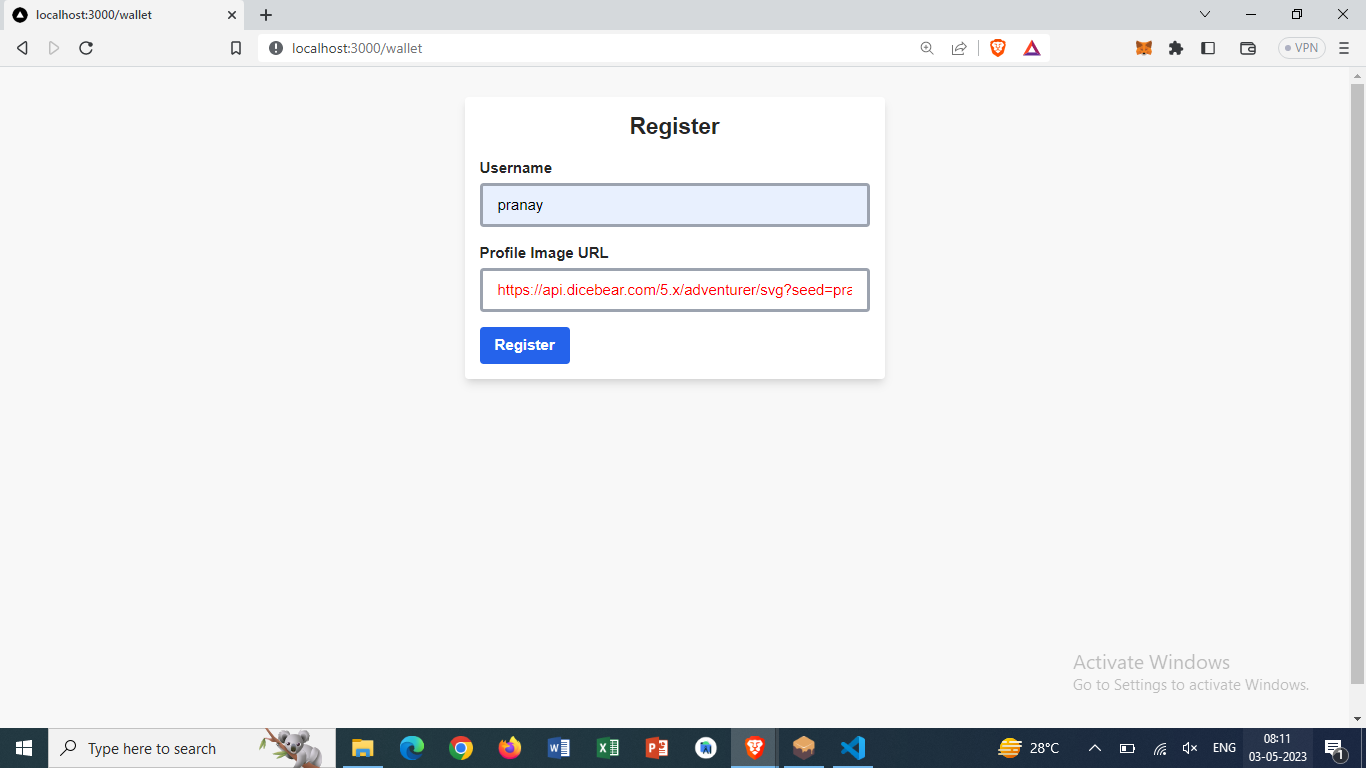 localhost:3000/wallet
localhost:3000/wallet
VPN
Register
Username
pranay
Profile Image URL
https://api.dicebear.com/5.x/adventurer/svg?seed=pra
Register
Activate Windows
Go to Settings to activate Windows.
Type here to search
28°C
ENG
08:11
03-05-2023
1